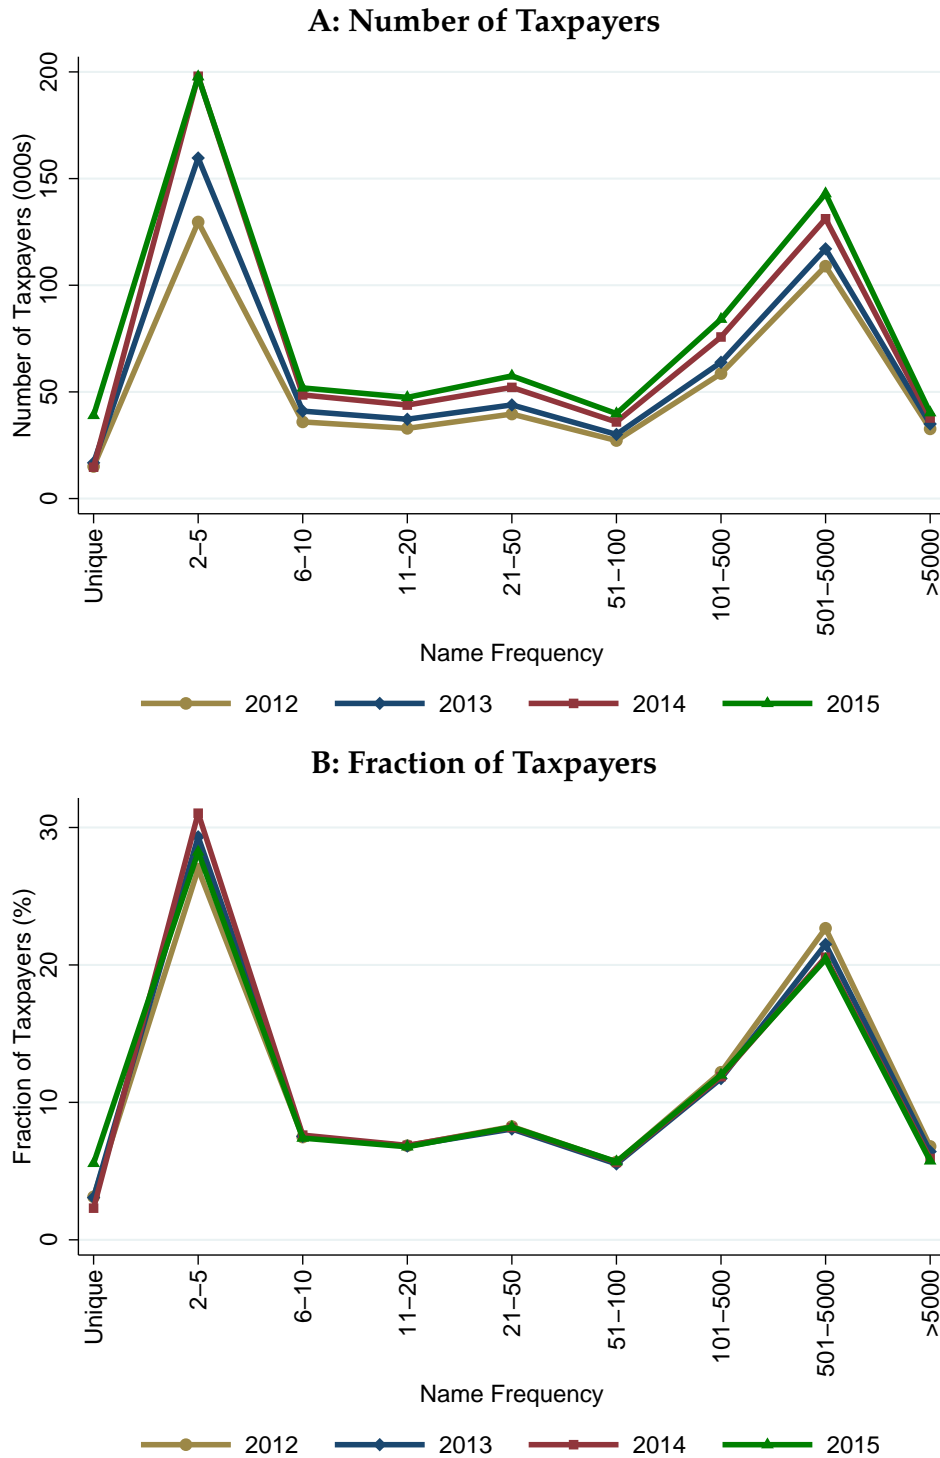 A: Number of Taxpayers
Number of Taxpayers (000s)
200
150
100
50
0
Unique
2–5
6–10
11–20
21–50
51–100
101–500
501–5000
>5000
Name Frequency
2012 2013 2014 2015
B: Fraction of Taxpayers
Fraction of Taxpayers (%)
30
20
10
0
Unique
2–5
6–10
11–20
21–50
51–100
101–500
501–5000
>5000
Name Frequency
2012 2013 2014 2015